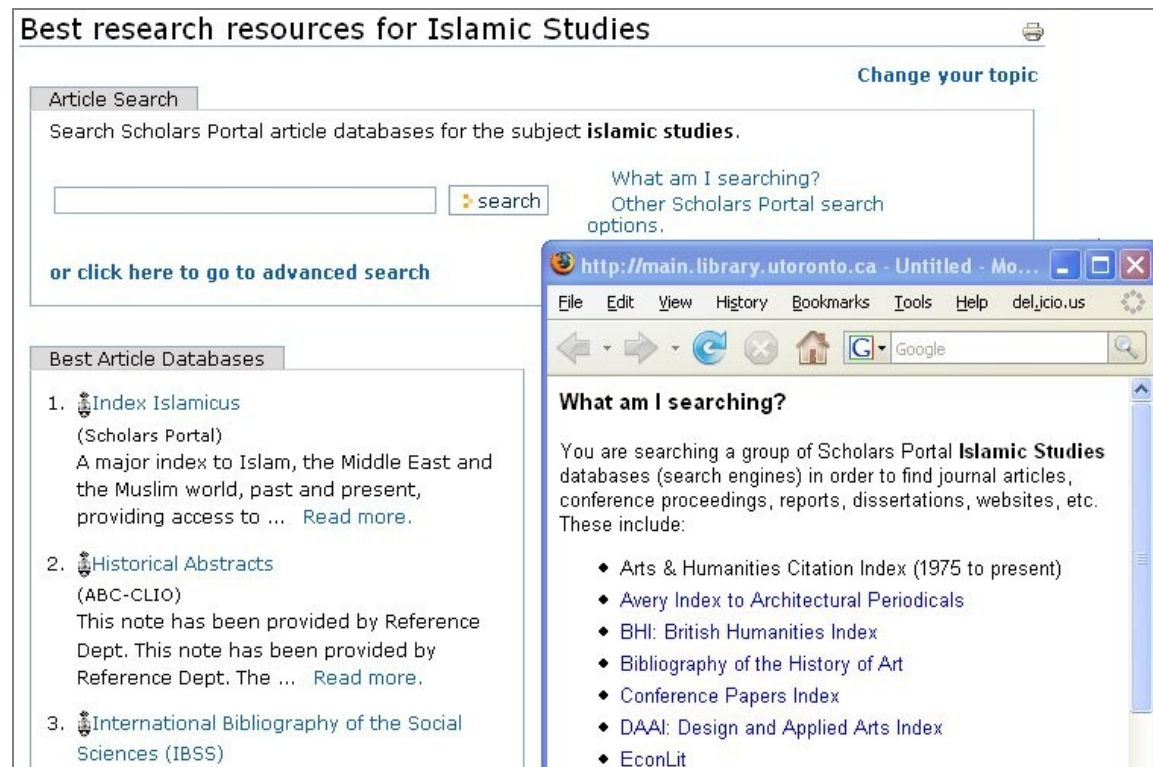 Best research resources for Islamic Studies
Change your topic
Article Search
Search Scholars Portal article databases for the subject islamic studies.
search
What am I searching?
Other Scholars Portal search
options.
or click here to go to advanced search
Best Article Databases
1. Index Islamicus
(Scholars Portal)
A major index to Islam, the Middle East and
the Muslim world, past and present,
providing access to ... Read more.
2. Historical Abstracts
(ABC-CLIO)
This note has been provided by Reference
Dept. This note has been provided by
Reference Dept. The ... Read more.
3. International Bibliography of the Social
Sciences (IBSS)
http://main.library.utoronto.ca - Untitled - Mo...
File Edit View History Bookmarks Tools Help del.icio.us
G Google
What am I searching?
You are searching a group of Scholars Portal Islamic Studies
databases (search engines) in order to find journal articles,
conference proceedings, reports, dissertations, websites, etc.
These include:
• Arts & Humanities Citation Index (1975 to present)
• Avery Index to Architectural Periodicals
• BHI: British Humanities Index
• Bibliography of the History of Art
• Conference Papers Index
• DAAI: Design and Applied Arts Index
• EconLit